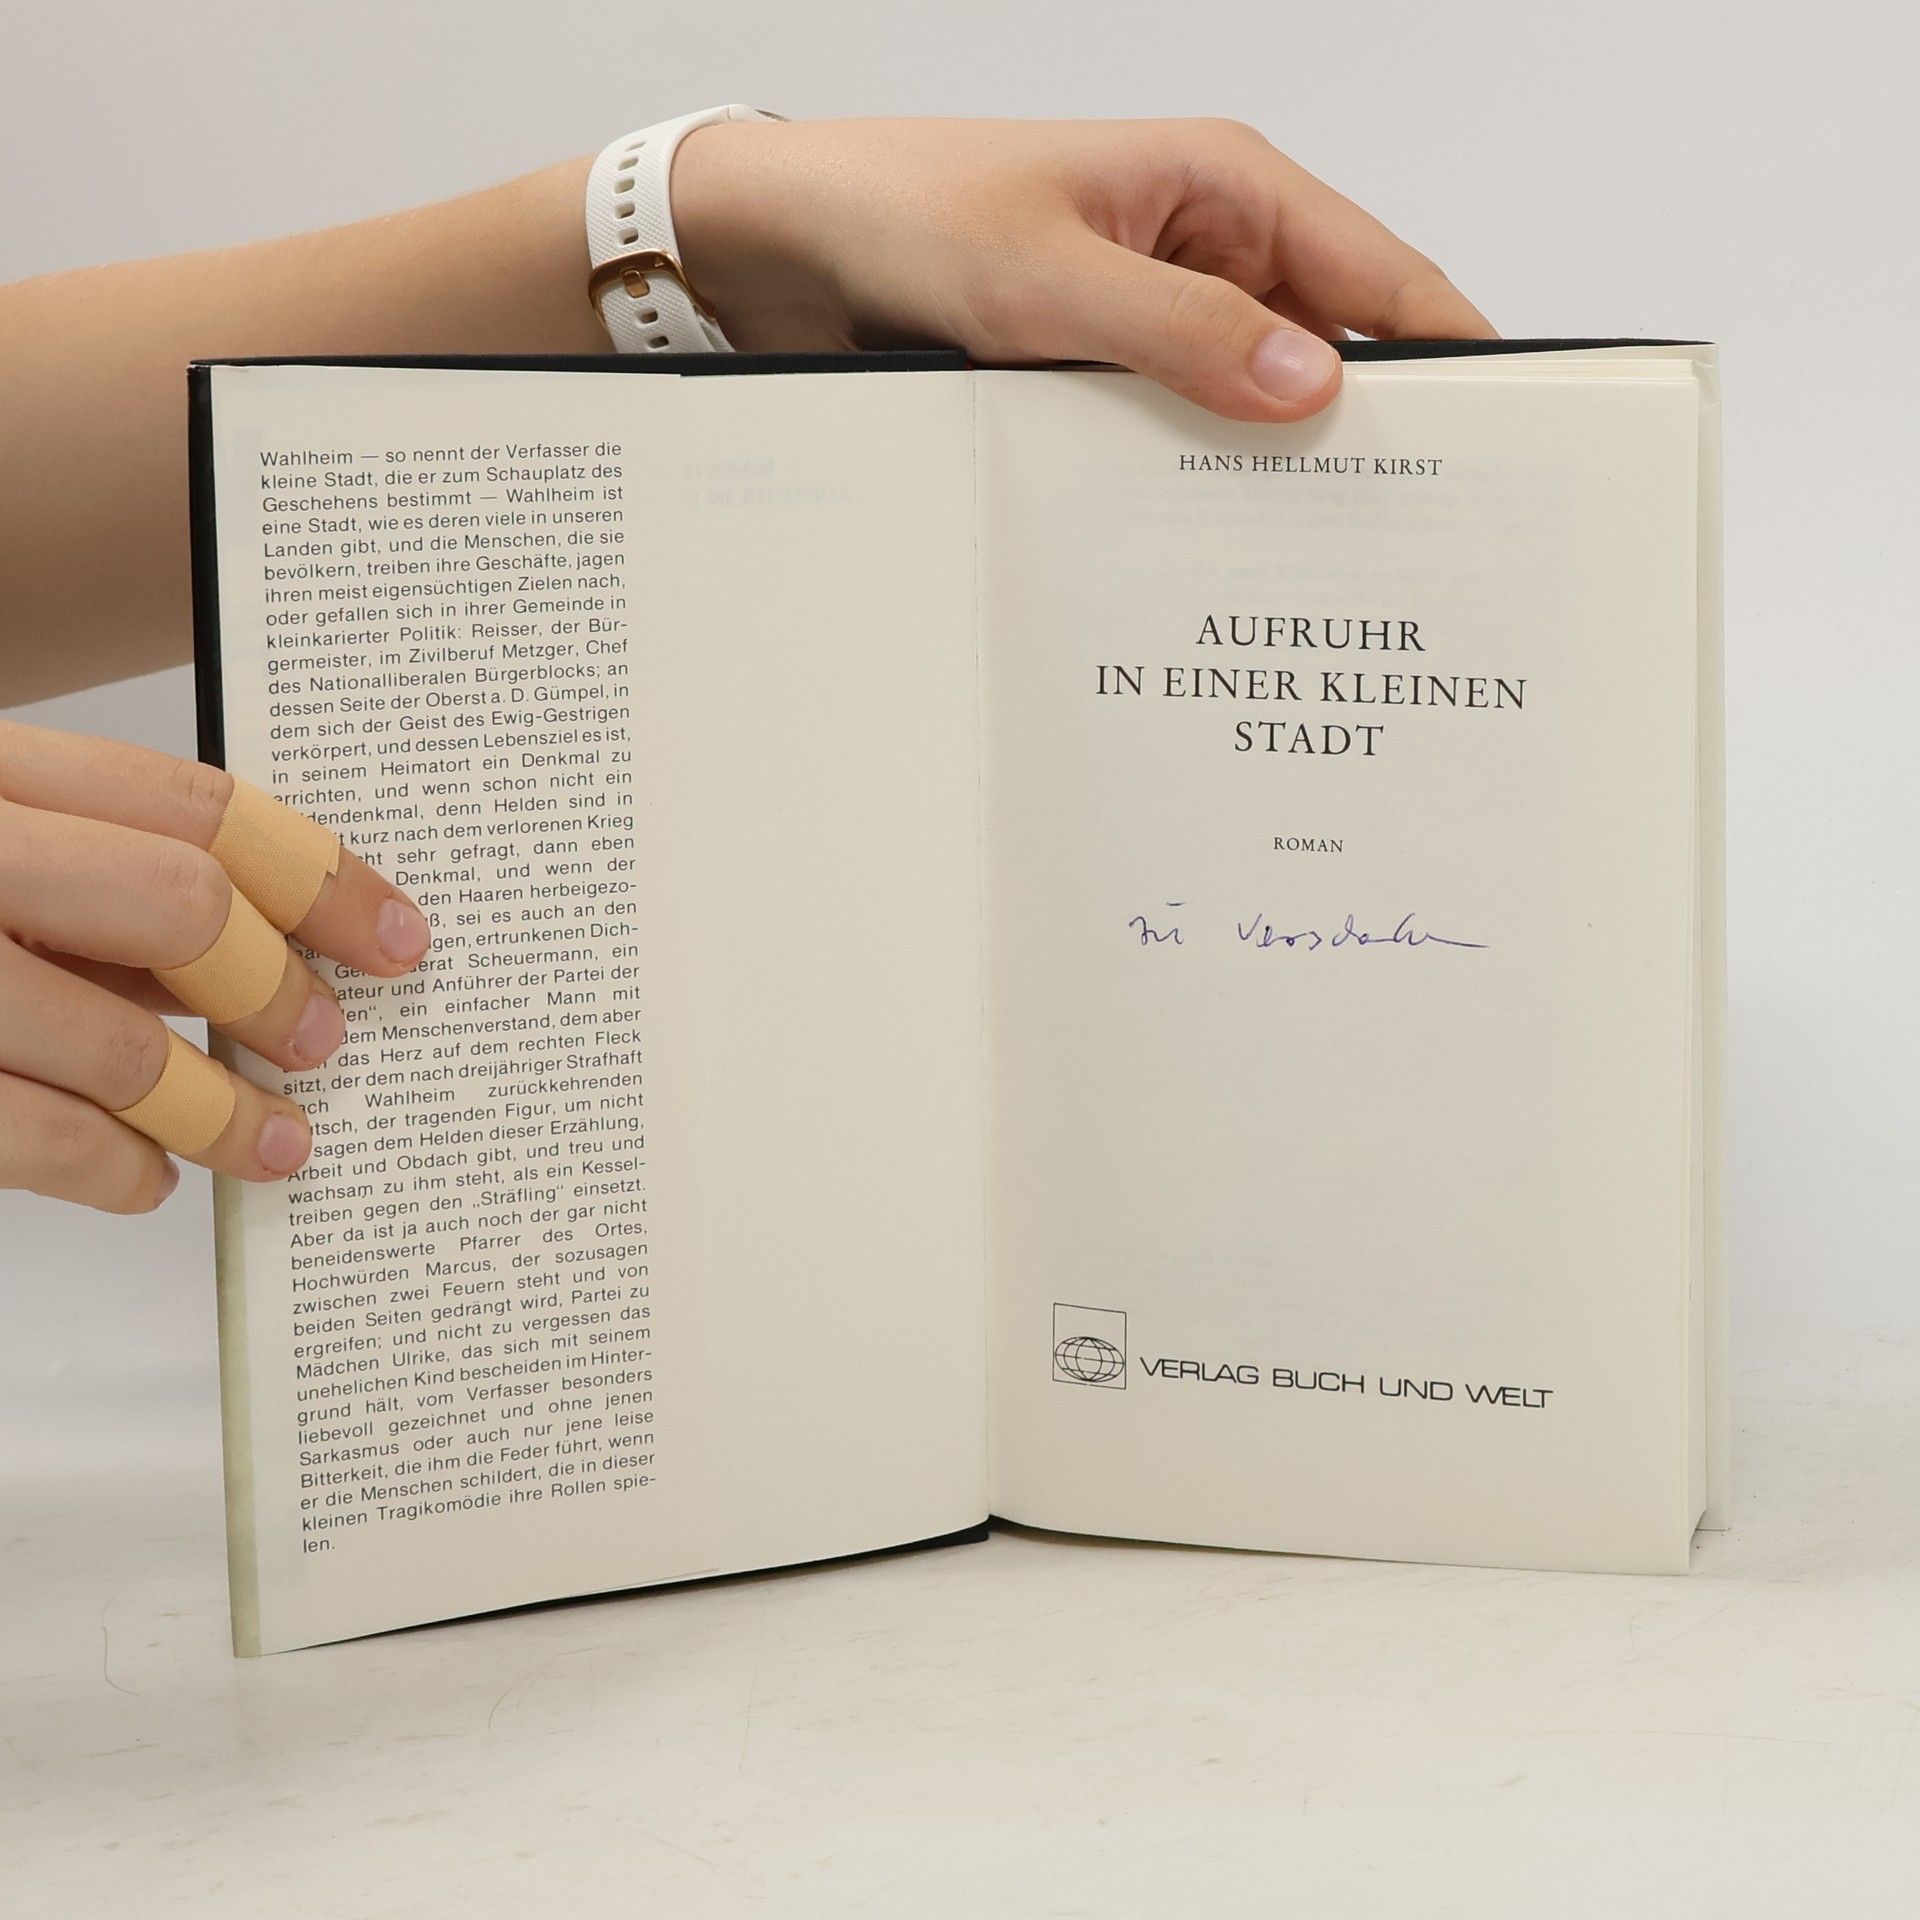 Wahlheim — so nennt der Verfasser die
kleine Stadt, die er zum Schauplatz des
Geschehens bestimmt — Wahlheim ist
eine Stadt, wie es deren viele in unseren
Landen gibt, und die Menschen, die sie
bevölkern, treiben ihre Geschäfte, jagen
ihren meist eigensüchtigen Zielen nach,
oder gefallen sich in ihrer Gemeinde in
kleinkarierter Politik: Reisser, der Bür-
germeister, im Zivilberuf Metzger, Chef
des Nationalliberalen Bürgerblocks; an
dessen Seite der Oberst a. D. Gümpel, in
dem sich der Geist des Ewig-Gestrigen
verkörpert, und dessen Lebensziel es ist,
in seinem Heimatort ein Denkmal zu
errichten, und wenn schon nicht ein
dendenkmal, denn Helden sind in
t kurz nach dem verlorenen Krieg
cht sehr gefragt, dann eben
Denkmal, und wenn der
den Haaren herbeigezo-
ß, sei es auch an den
igen, ertrunkenen Dich-
erat Scheuermann, ein
ateur und Anführer der Partei der
en“, ein einfacher Mann mit
dem Menschenverstand, dem aber
das Herz auf dem rechten Fleck
sitzt, der dem nach dreijähriger Strafhaft
ach Wahlheim zurückkehrenden
tsch, der tragenden Figur, um nicht
sagen dem Helden dieser Erzählung,
Arbeit und Obdach gibt, und treu und
wachsam zu ihm steht, als ein Kessel-
treiben gegen den „Sträfling“ einsetzt.
Aber da ist ja auch noch der gar nicht
beneidenswerte Pfarrer des Ortes,
Hochwürden Marcus, der sozusagen
zwischen zwei Feuern steht und von
beiden Seiten gedrängt wird, Partei zu
ergreifen; und nicht zu vergessen das
Mädchen Ulrike, das sich mit seinem
unehelichen Kind bescheiden im Hinter-
grund hält, vom Verfasser besonders
liebevoll gezeichnet und ohne jenen
Sarkasmus oder auch nur jene leise
Bitterkeit, die ihm die Feder führt, wenn
er die Menschen schildert, die in dieser
kleinen Tragikomödie ihre Rollen spie-
len.
HANS HELLMUT KIRST
AUFRUHR
IN EINER KLEINEN
STADT
ROMAN
VERLAG BUCH UND WELT